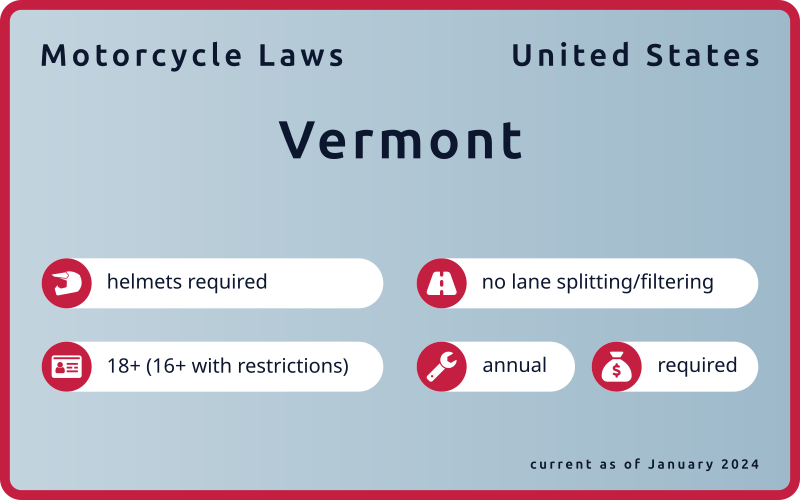 Motorcycle Laws
United States
Vermont
helmets required
no lane splitting/filtering
18+ (16+ with restrictions)
annual
required
current as of January 2024